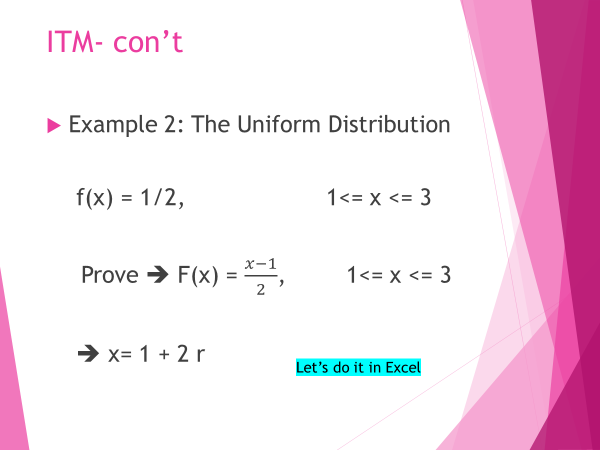 ITM- con’t
Example 2: The Uniform Distribution
f(x) = 1/2, 1<= x <= 3
Prove ➔ F(x) = \frac{x−1}{2}, 1<= x <= 3
➔ x= 1 + 2 r
Let’s do it in Excel